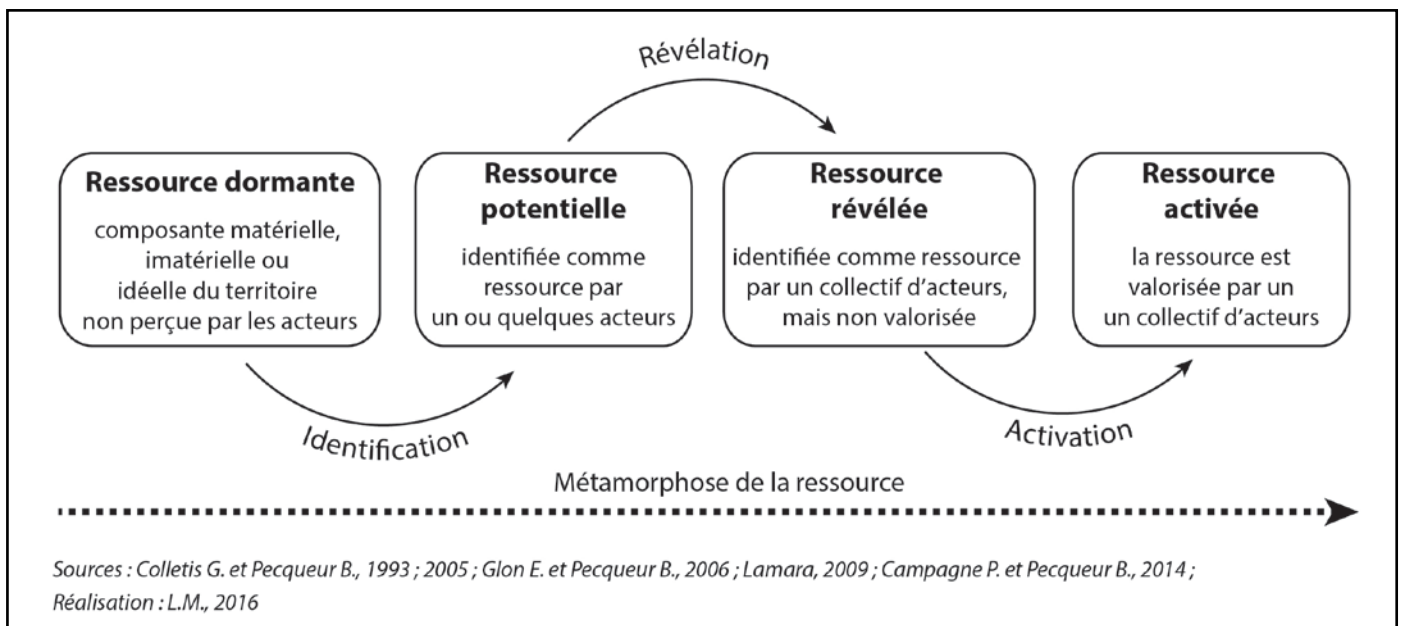 Révélation
Ressource dormante
composante matérielle,
imatérielle ou
idéelle du territoire
non perçue par les acteurs
Ressource
potentielle
identifiée comme
ressource par
un ou quelques acteurs
Ressource
révélée
identifiée comme ressource
par un collectif d’acteurs,
mais non valorisée
Ressource
activée
la ressource est
valorisée par un
un collectif d’acteurs
Identification
Activation
Métamorphose de la ressource
Sources : Colletis G. et Pecqueur B., 1993 ; 2005 ; Glon E. et Pecqueur B., 2006 ; Lamara, 2009 ; Campagne P. et Pecqueur B., 2014 ;
Réalisation : L.M., 2016